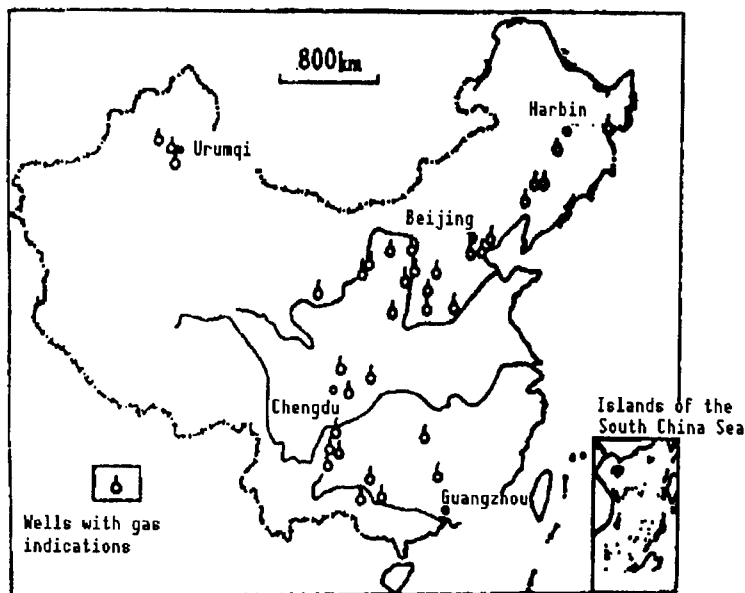 800km
Harbin
Urumqi
Beijing
Chengdu
Islands of the
South China Sea
Guangzhou
Wells with gas
indications